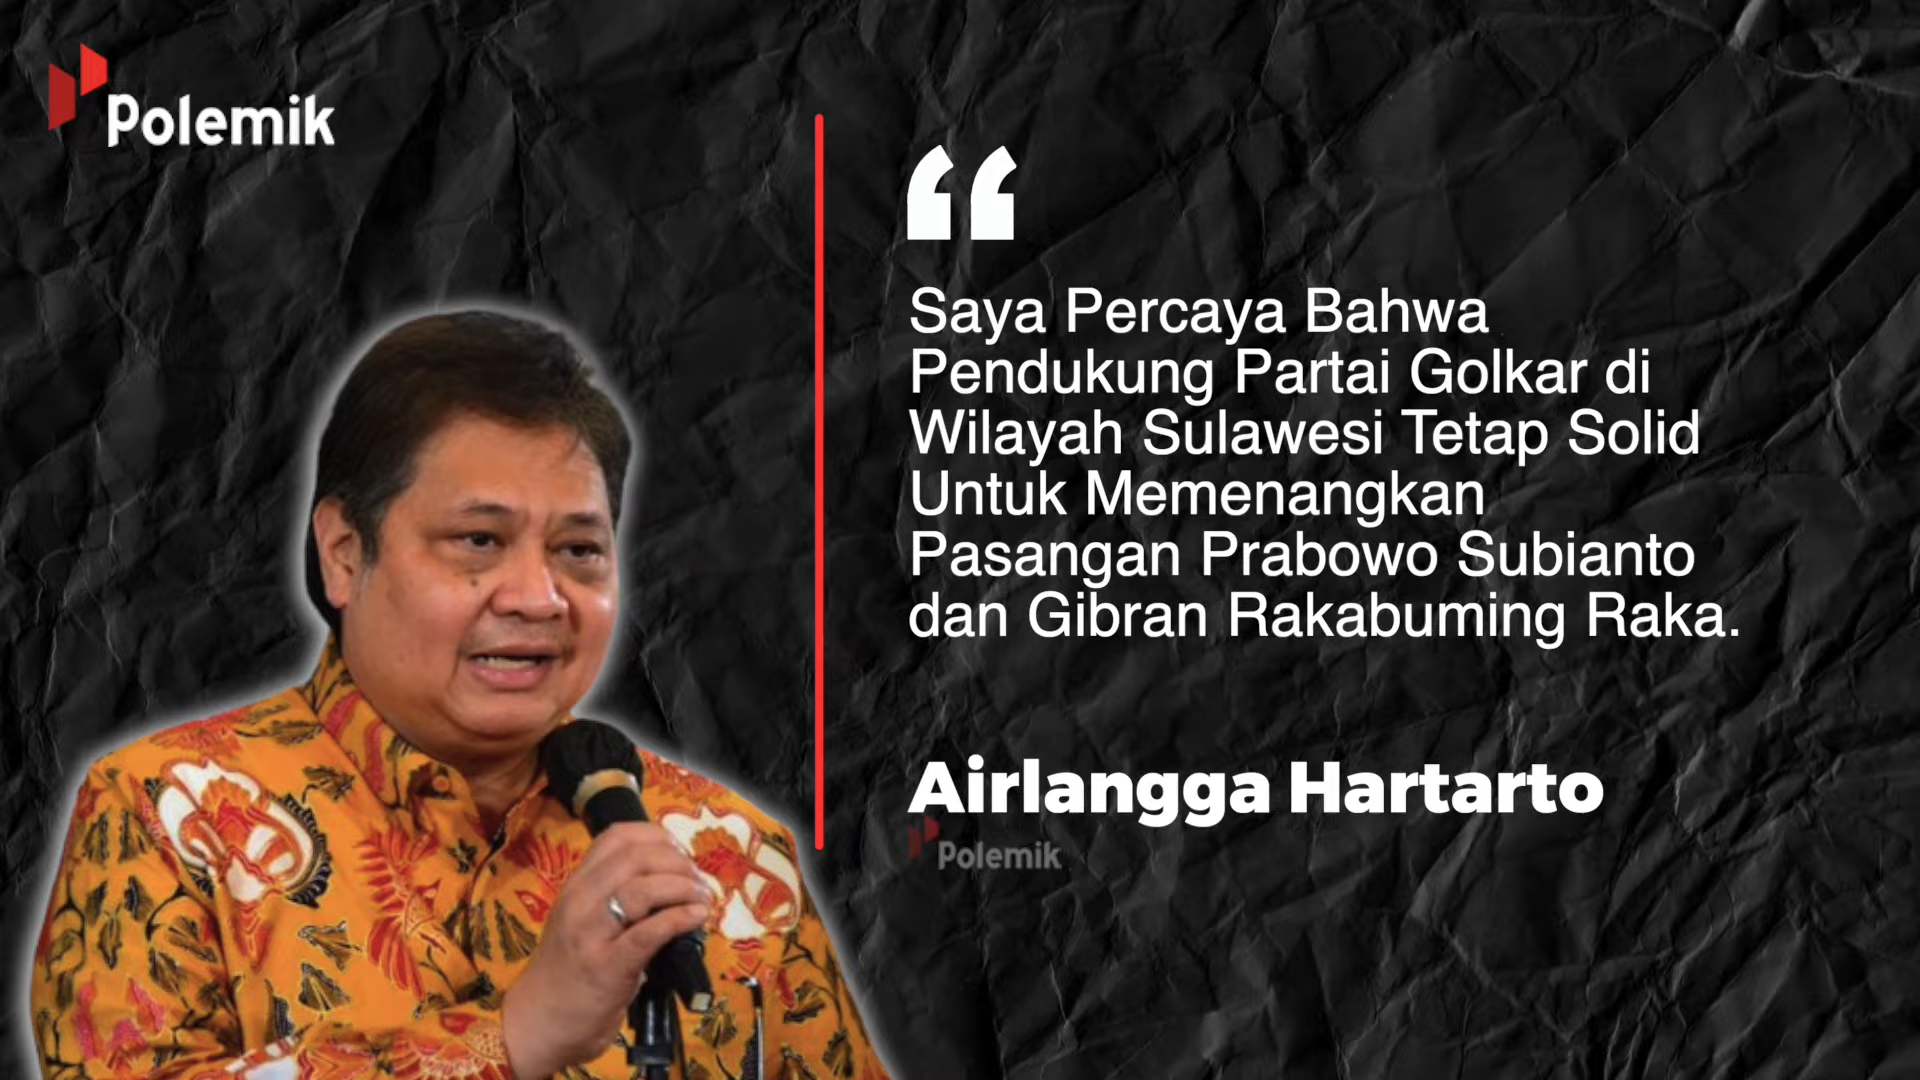 Polemik
Saya Percaya Bahwa
Pendukung Partai Golkar di
Wilayah Sulawesi Tetap Solid
Untuk Memenangkan
Pasangan Prabowo Subianto
dan Gibran Rakabuming Raka.
Airlangga Hartarto
Polemik